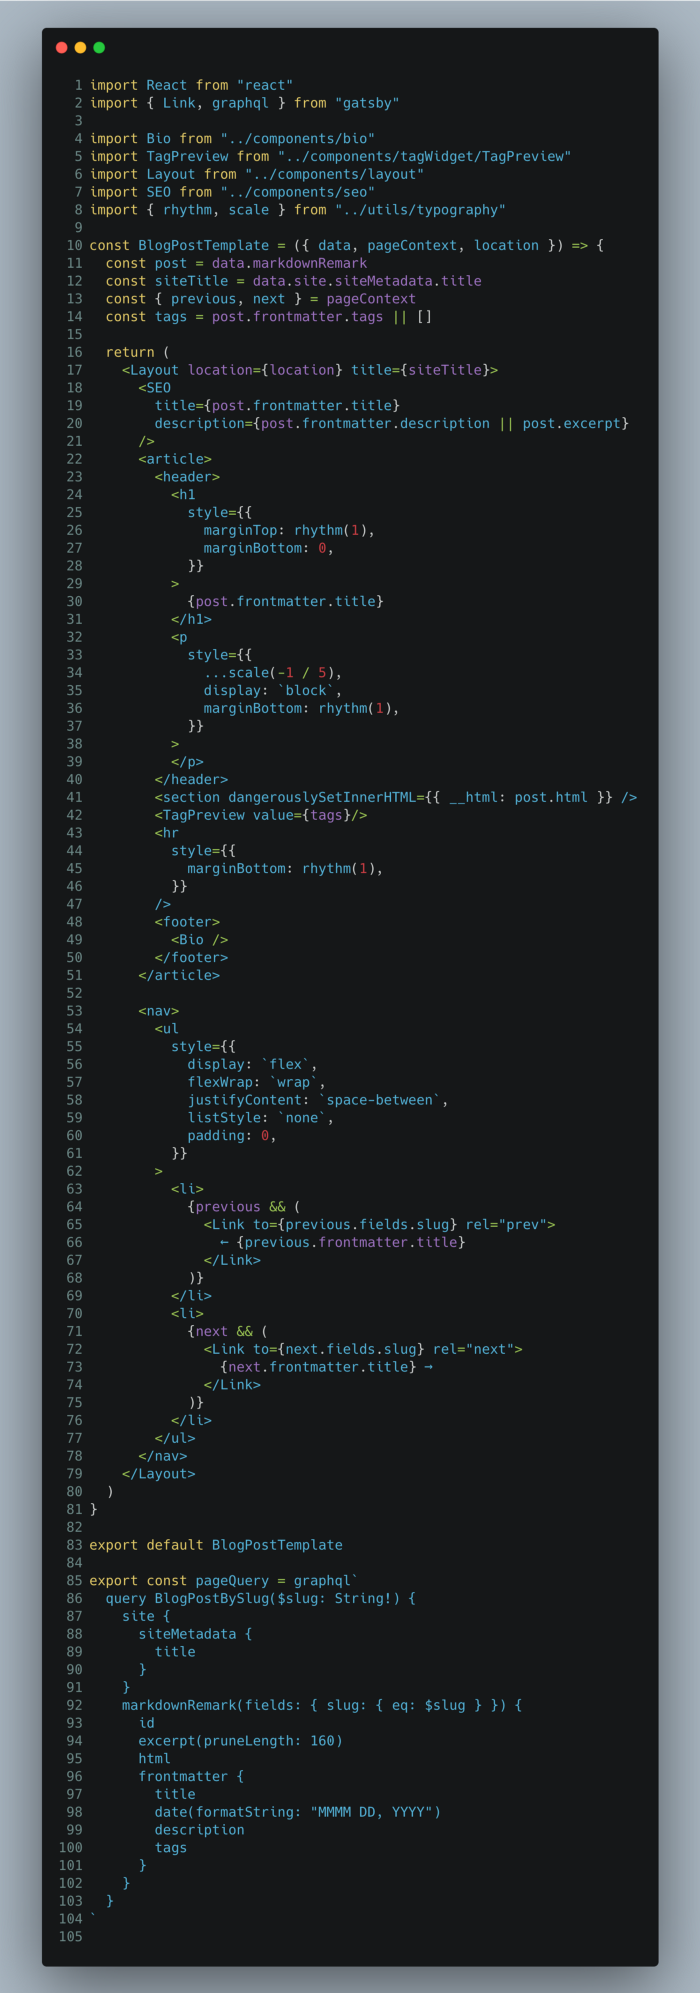 1 import React from "react"
2 import { Link, graphql } from "gatsby"
3
4 import Bio from "../components/bio"
5 import TagPreview from "../components/tagWidget/TagPreview"
6 import Layout from "../components/layout"
7 import SEO from "../components/seo"
8 import { rhythm, scale } from "../utils/typography"
9
10 const BlogPostTemplate = ({ data, pageContext, location }) => {
11   const post = data.markdownRemark
12   const siteTitle = data.site.siteMetadata.title
13   const { previous, next } = pageContext
14   const tags = post.frontmatter.tags || []
15
16   return (
17     <Layout location={location} title={siteTitle}>
18       <SEO
19         title={post.frontmatter.title}
20         description={post.frontmatter.description || post.excerpt}
21       />
22       <article>
23         <header>
24           <h1
25             style={{
26               marginTop: rhythm(1),
27               marginBottom: 0,
28             }}
29           >
30             {post.frontmatter.title}
31           </h1>
32           <p
33             style={{
34               ...scale(-1 / 5),
35               display: `block`,
36               marginBottom: rhythm(1),
37             }}
38           >
39           </p>
40         </header>
41         <section dangerouslySetInnerHTML={{ __html: post.html }} />
42         <TagPreview value={tags}/>
43         <hr
44           style={{
45             marginBottom: rhythm(1),
46           }}
47         />
48         <footer>
49           <Bio />
50         </footer>
51       </article>
52
53       <nav>
54         <ul
55           style={{
56             display: `flex`,
57             flexWrap: `wrap`,
58             justifyContent: `space-between`,
59             listStyle: `none`,
60             padding: 0,
61           }}
62         >
63           <li>
64             {previous && (
65               <Link to={previous.fields.slug} rel="prev">
66                 ← {previous.frontmatter.title}
67               </Link>
68             )}
69           </li>
70           <li>
71             {next && (
72               <Link to={next.fields.slug} rel="next">
73                 {next.frontmatter.title} →
74               </Link>
75             )}
76           </li>
77         </ul>
78       </nav>
79     </Layout>
80   )
81 }
82
83 export default BlogPostTemplate
84
85 export const pageQuery = graphql`
86   query BlogPostBySlug($slug: String!) {
87     site {
88       siteMetadata {
89         title
90       }
91     }
92     markdownRemark(fields: { slug: { eq: $slug } }) {
93       id
94       excerpt(pruneLength: 160)
95       html
96       frontmatter {
97         title
98         date(formatString: "MMMM DD, YYYY")
99         description
100         tags
101       }
102     }
103   }
104 `
105